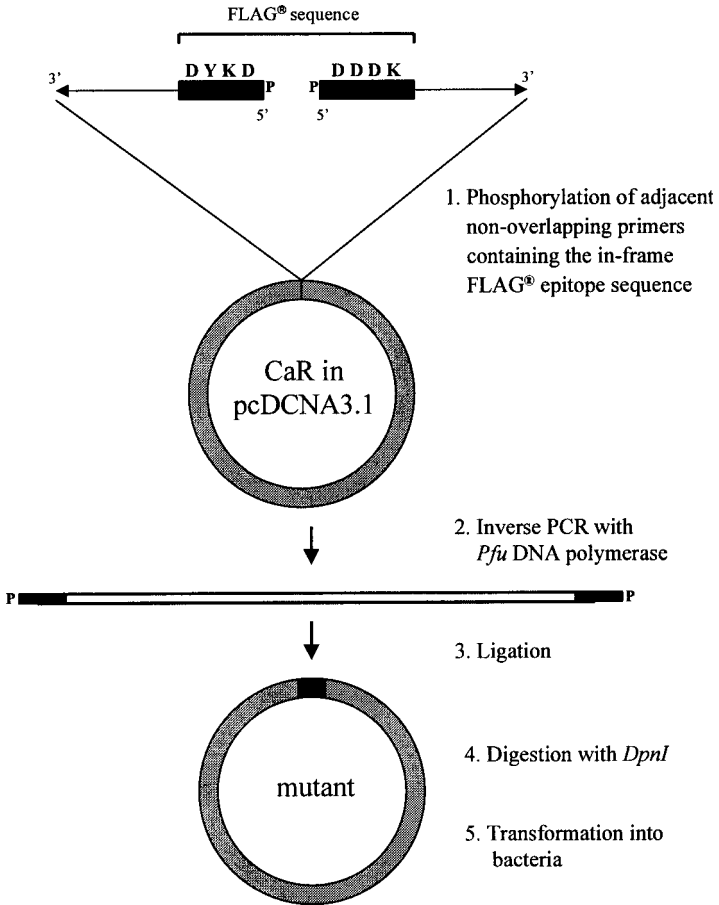 FLAG® sequence
D Y K D
D D D K
3’
P
P
3’
5’
5’
1. Phosphorylation of adjacent
non-overlapping primers
containing the in-frame
FLAG® epitope sequence
CaR in
pcDCNA3.1
2. Inverse PCR with
Pfu DNA polymerase
P
P
3. Ligation
mutant
4. Digestion with DpnI
5. Transformation into
bacteria